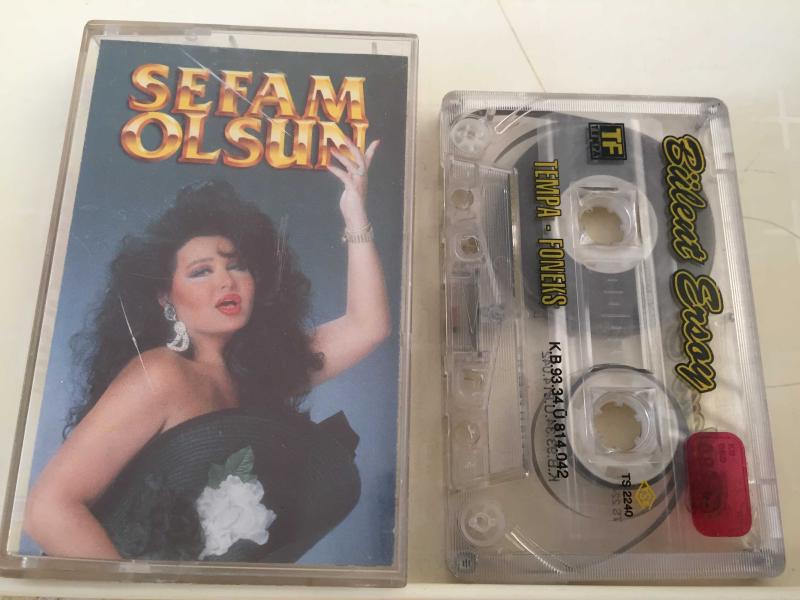 SEFAM
OLSUN
Bülent Ersoy
TF
TEMPA - FONEKS
K.B.93.34.Ü.814.042
TS 2240